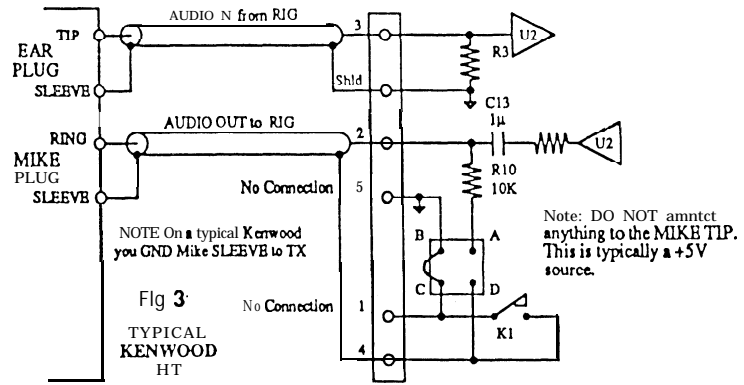 AUDIO N from RIG
TIP
EAR
PLUG
SLEEVE
3
Shld
R3
U2
C13
1µ
AUDIO OUT to RIG
RING
MIKE
PLUG
SLEEVE
2
R10
10K
U2
No Connection 5
NOTE On a typical Kenwood
you GND Mike SLEEVE to TX
B A
C D
Note: DO NOT amntct
anything to the MIKE TIP.
This is typically a +5V
source.
FIg 3
TYPICAL
KENWOOD
HT
No Connection 1
K1
4